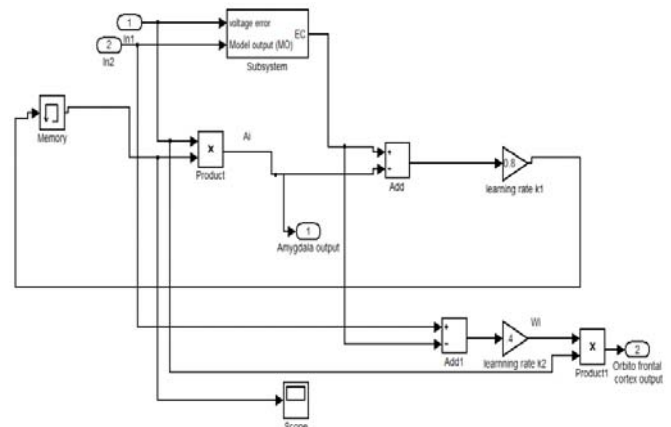 1
In1
2
In2
voltage error
Model output (MO)
EC
Subsystem
Memory
x
Product
Ai
+
−
Add
0.8
learning rate k1
1
Amygdala output
+
−
Add1
.4
learnning rate k2
Wi
x
Product1
2
Orbito frontal
cortex output
Scope